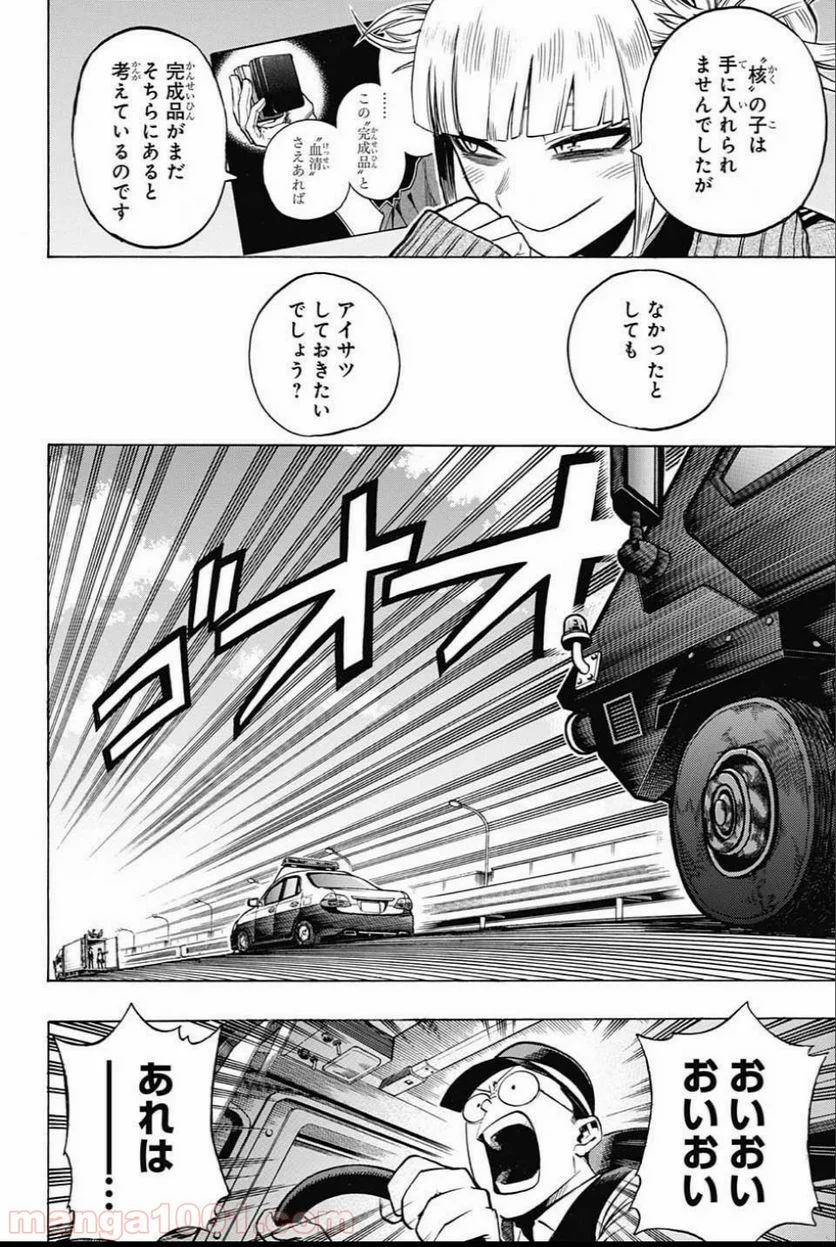 “核”の子は
手に入れられ
ませんでしたが
……この“完成品”と
“血清”
さえあれば
完成品がまだ
そちらにあると
考えているのです
なかったと
しても
アイサツ
しておきたい
でしょう？
ゴオオ
おいおい
おいおい
あれは
――……
manga1001.com